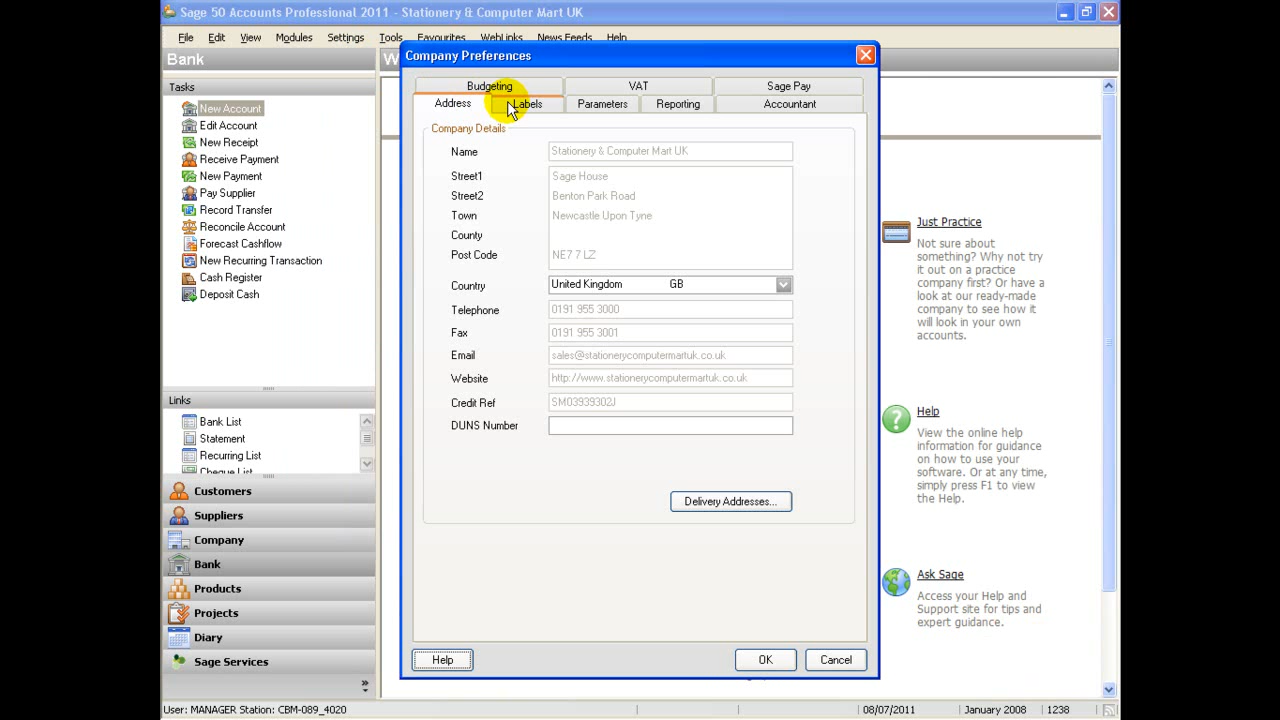 Sage 50 Accounts Professional 2011 - Stationery & Computer Mart UK
File Edit View Modules Settings Tools Favourites WebLinks News Feeds Help
Bank
Company Preferences
Tasks
New Account
Edit Account
New Receipt
Receive Payment
New Payment
Pay Supplier
Record Transfer
Reconcile Account
Forecast Cashflow
New Recurring Transaction
Cash Register
Deposit Cash
Links
Bank List
Statement
Recurring List
Cheque List
Customers
Suppliers
Company
Bank
Products
Projects
Diary
Sage Services
Budgeting VAT Sage Pay
Address Labels Parameters Reporting Accountant
Company Details
Name Stationery & Computer Mart UK
Street1 Sage House
Street2 Benton Park Road
Town Newcastle Upon Tyne
County
Post Code NE7 7 LZ
Country United Kingdom GB
Telephone 0191 955 3000
Fax 0191 955 3001
Email sales@stationerycomputermartuk.co.uk
Website http://www.stationerycomputermartuk.co.uk
Credit Ref SM03939302J
DUNS Number
Delivery Addresses...
Help OK Cancel
Just Practice
Not sure about
something? Why not try
it out on a practice
company first? Or have a
look at our ready-made
company to see how it
will look in your own
accounts.
Help
View the online help
information for guidance
on how to use your
software. Or at any time,
simply press F1 to view
the Help.
Ask Sage
Access your Help and
Support site for tips and
expert guidance.
User: MANAGER Station: CBM-089_4020 08/07/2011 January 2008 1238